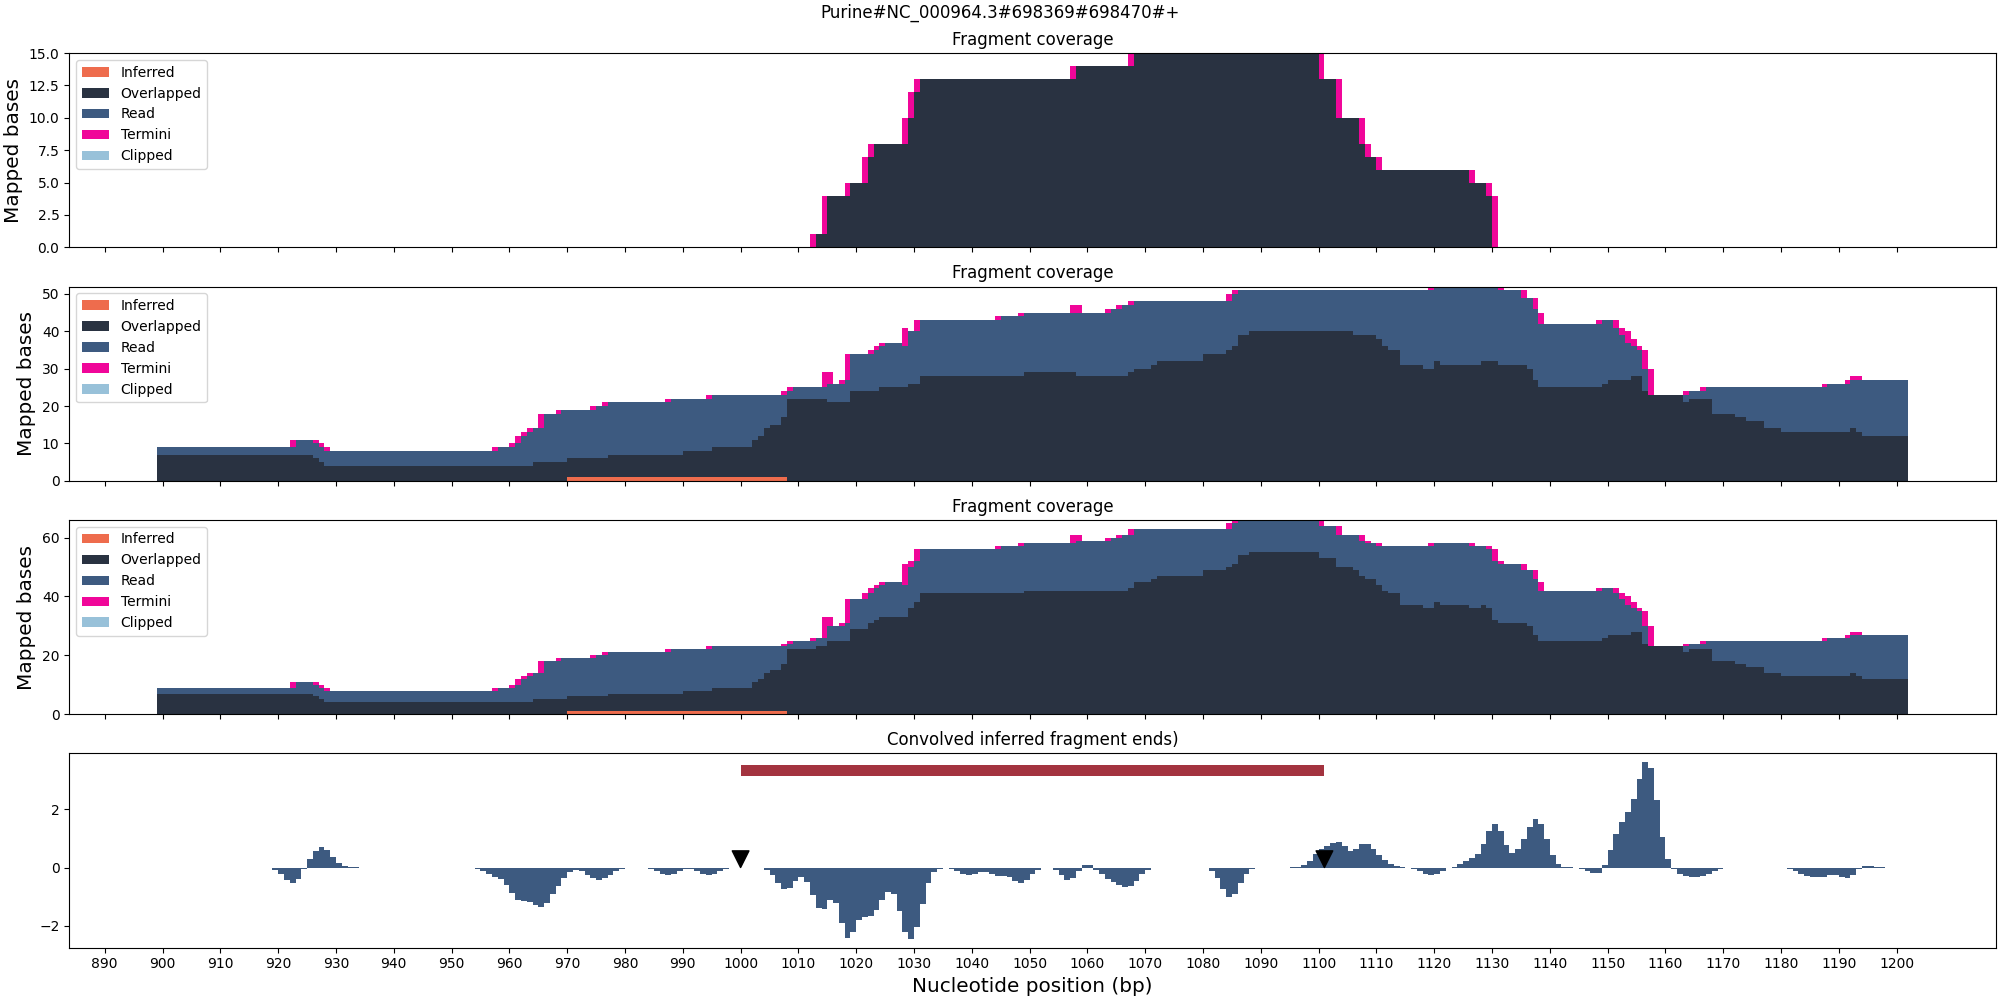 Purine#NC_000964.3#698369#698470#+
Fragment coverage
Mapped bases
15.0
12.5
10.0
7.5
5.0
2.5
0.0
Inferred
Overlapped
Read
Termini
Clipped
Fragment coverage
Mapped bases
50
40
30
20
10
0
Inferred
Overlapped
Read
Termini
Clipped
Fragment coverage
Mapped bases
60
40
20
0
Inferred
Overlapped
Read
Termini
Clipped
Convolved inferred fragment ends)
2
0
−2
890 900 910 920 930 940 950 960 970 980 990 1000 1010 1020 1030 1040 1050 1060 1070 1080 1090 1100 1110 1120 1130 1140 1150 1160 1170 1180 1190 1200
Nucleotide position (bp)